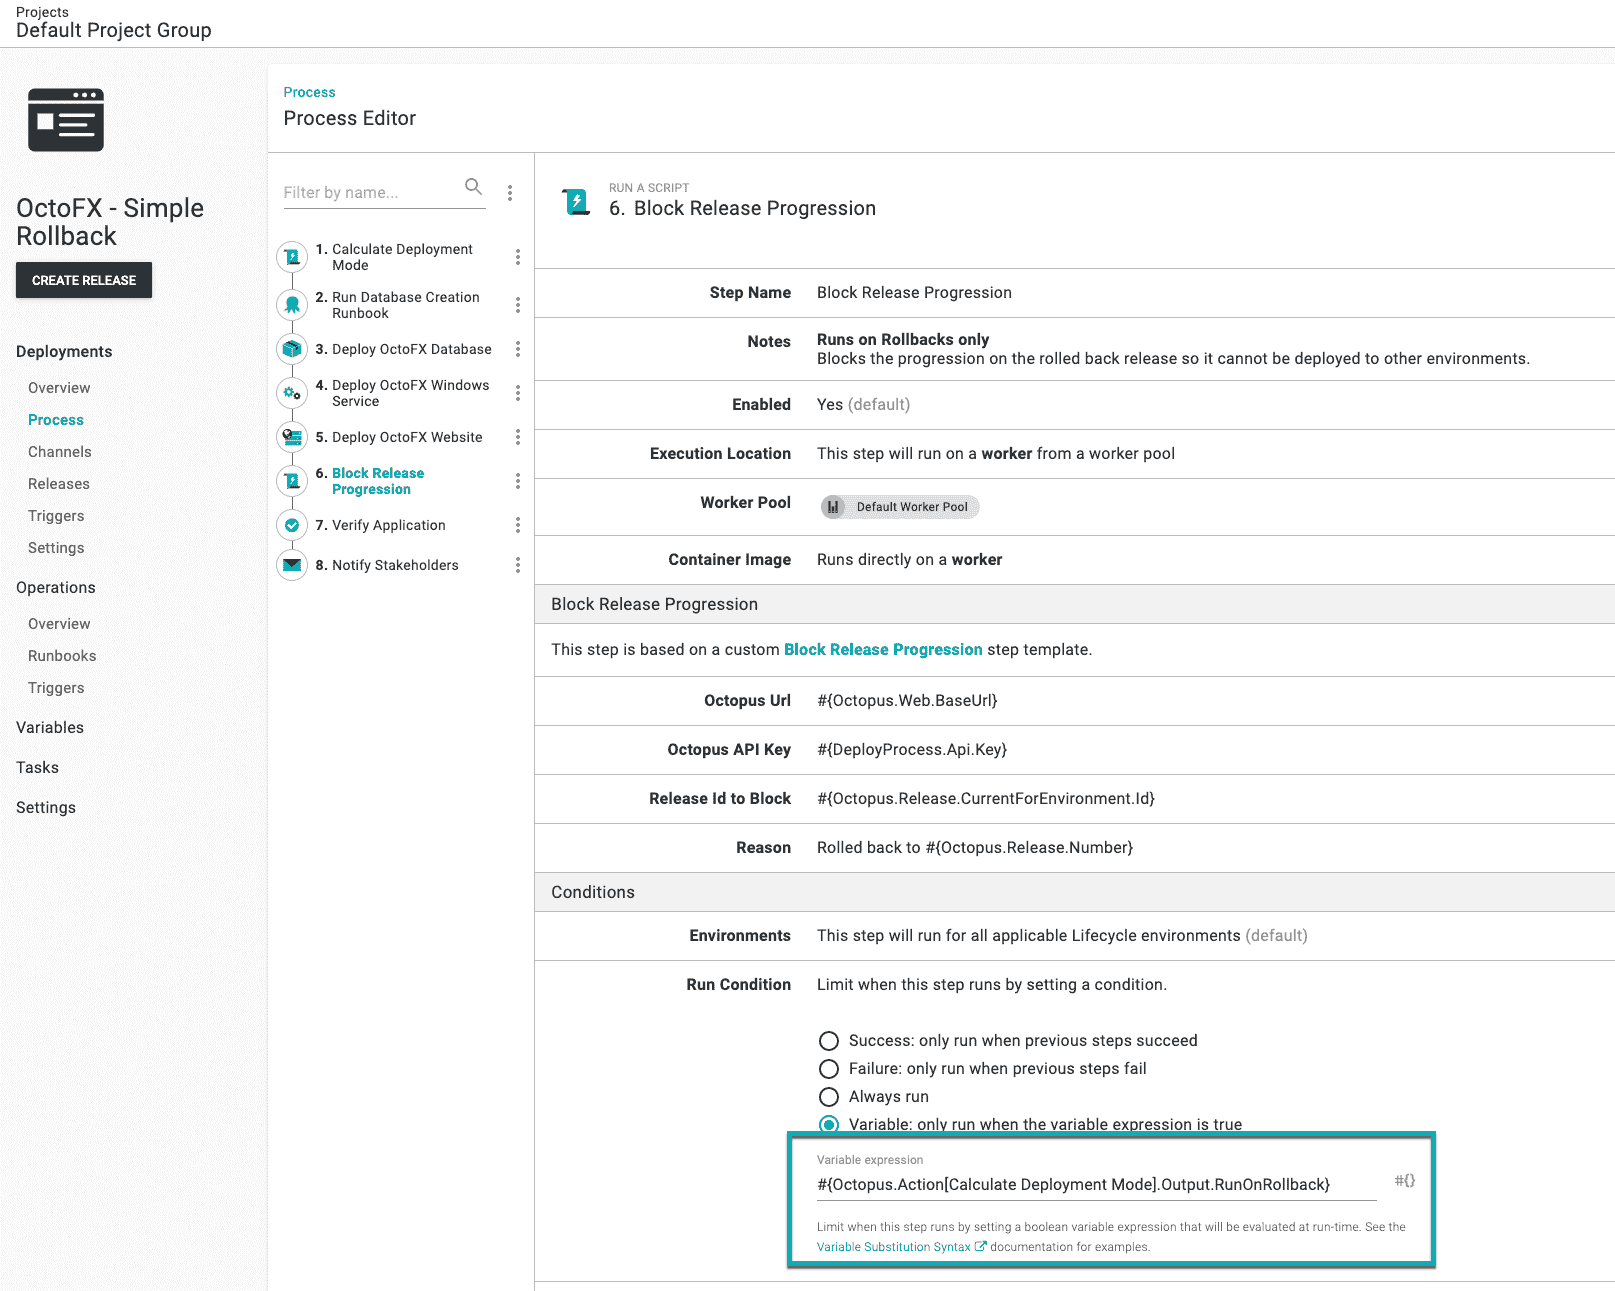 Projects
Default Project Group
OctoFX - Simple
Rollback
CREATE RELEASE
Deployments
Overview
Process
Channels
Releases
Triggers
Settings
Operations
Overview
Runbooks
Triggers
Variables
Tasks
Settings
Process
Process Editor
Filter by name...
1. Calculate Deployment
Mode
2. Run Database Creation
Runbook
3. Deploy OctoFX Database
4. Deploy OctoFX Windows
Service
5. Deploy OctoFX Website
6. Block Release
Progression
7. Verify Application
8. Notify Stakeholders
RUN A SCRIPT
6. Block Release Progression
Step Name Block Release Progression
Notes Runs on Rollbacks only
Blocks the progression on the rolled back release so it cannot be deployed to other environments.
Enabled Yes (default)
Execution Location This step will run on a worker from a worker pool
Worker Pool Default Worker Pool
Container Image Runs directly on a worker
Block Release Progression
This step is based on a custom Block Release Progression step template.
Octopus Url #{Octopus.Web.BaseUrl}
Octopus API Key #{DeployProcess.Api.Key}
Release Id to Block #{Octopus.Release.CurrentForEnvironment.Id}
Reason Rolled back to #{Octopus.Release.Number}
Conditions
Environments This step will run for all applicable Lifecycle environments (default)
Run Condition Limit when this step runs by setting a condition.
Success: only run when previous steps succeed
Failure: only run when previous steps fail
Always run
Variable: only run when the variable expression is true
Variable expression
#{Octopus.Action[Calculate Deployment Mode].Output.RunOnRollback} #{}
Limit when this step runs by setting a boolean variable expression that will be evaluated at run-time. See the
Variable Substitution Syntax documentation for examples.